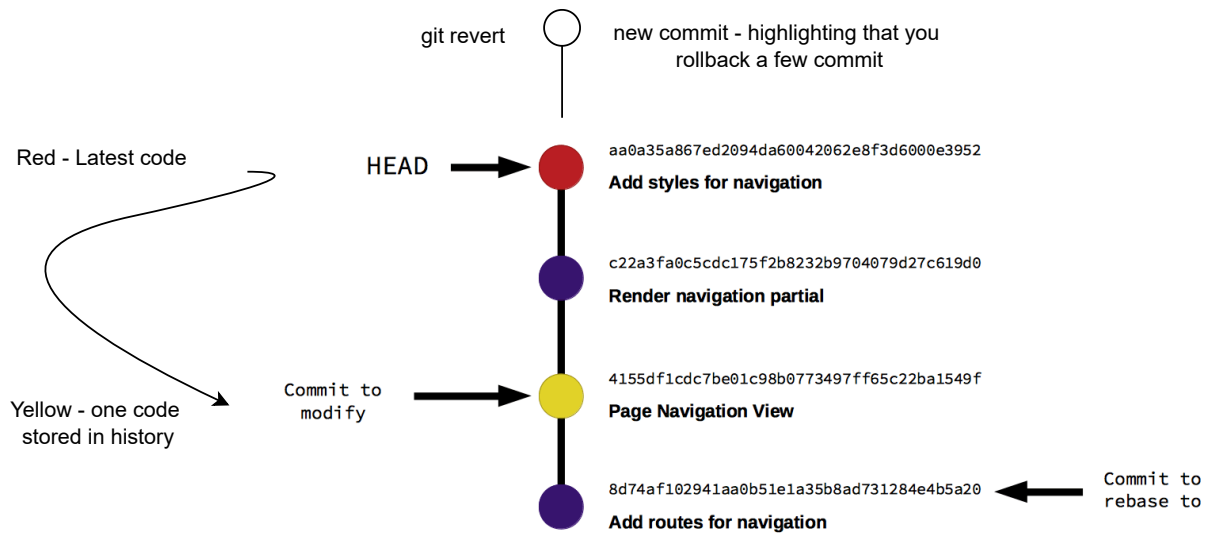 git revert
new commit - highlighting that you
rollback a few commit
Red - Latest code
HEAD
aa0a35a867ed2094da60042062e8f3d6000e3952
Add styles for navigation
c22a3fa0c5cdc175f2b8232b9704079d27c619d0
Render navigation partial
Yellow - one code
stored in history
Commit to
modify
4155df1cdc7be01c98b0773497ff65c22ba1549f
Page Navigation View
8d74af102941aa0b51e1a35b8ad731284e4b5a20
Add routes for navigation
Commit to
rebase to